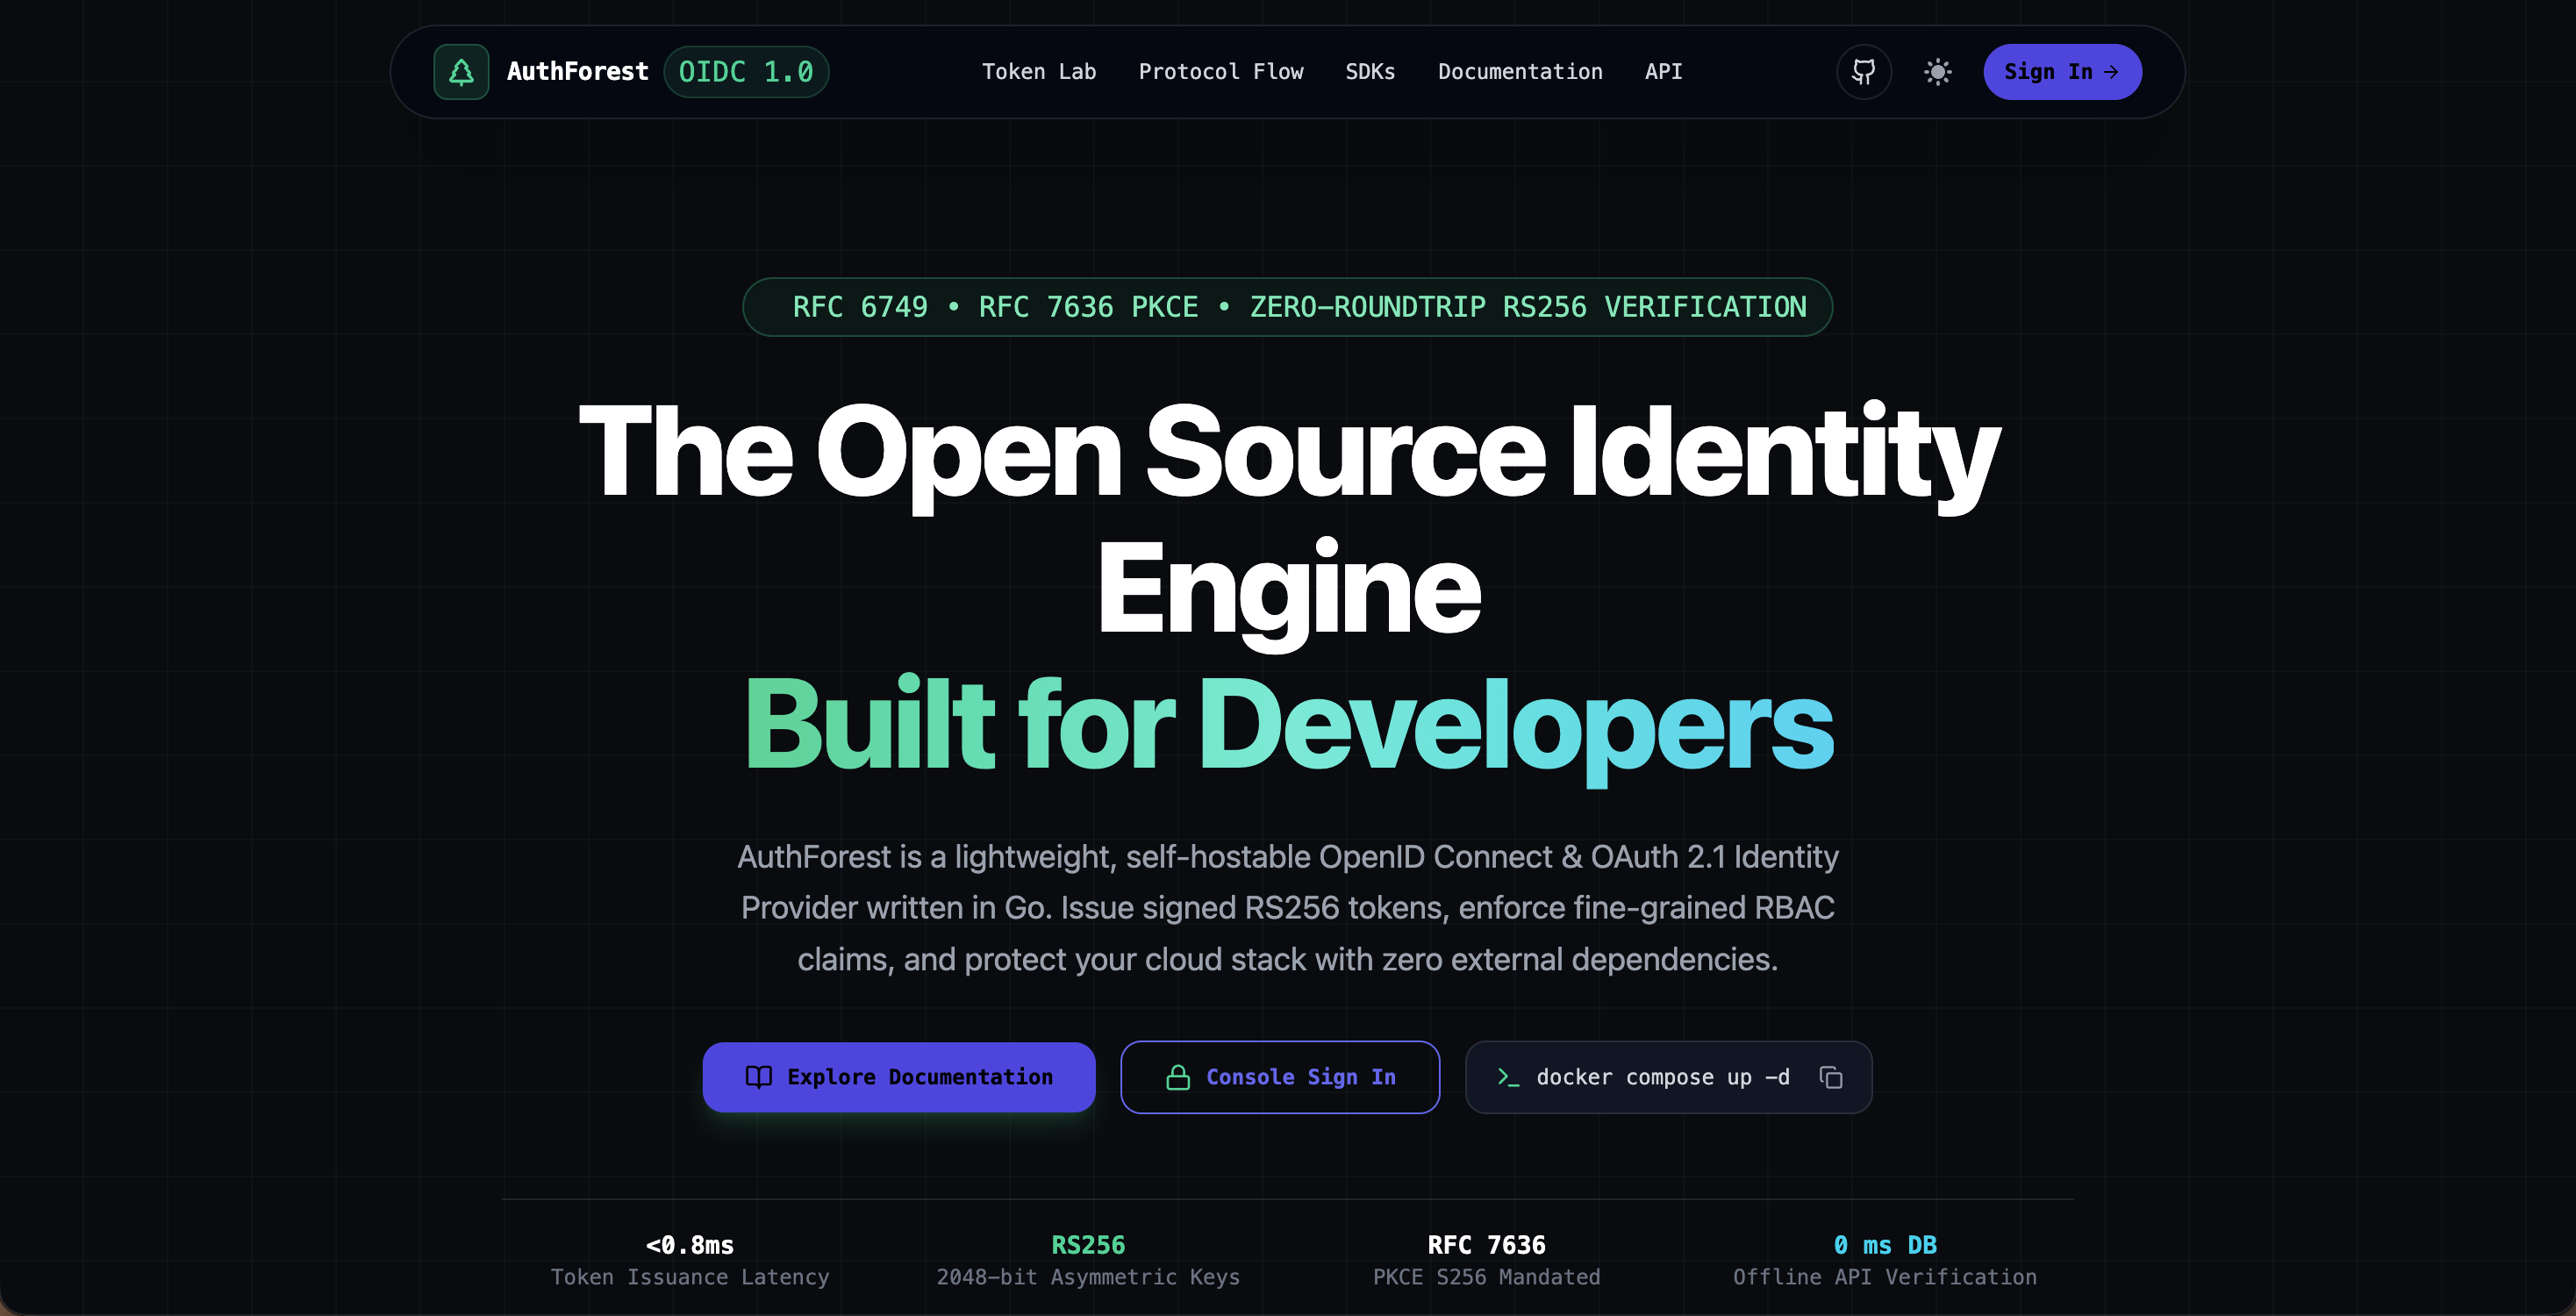 AuthForest OIDC 1.0 Token Lab Protocol Flow SDKs Documentation API Sign In →
RFC 6749 • RFC 7636 PKCE • ZERO-ROUNDTRIP RS256 VERIFICATION
The Open Source Identity
Engine
Built for Developers
AuthForest is a lightweight, self-hostable OpenID Connect & OAuth 2.1 Identity
Provider written in Go. Issue signed RS256 tokens, enforce fine-grained RBAC
claims, and protect your cloud stack with zero external dependencies.
Explore Documentation Console Sign In >_ docker compose up -d
<0.8ms RS256 RFC 7636 0 ms DB
Token Issuance Latency 2048-bit Asymmetric Keys PKCE S256 Mandated Offline API Verification